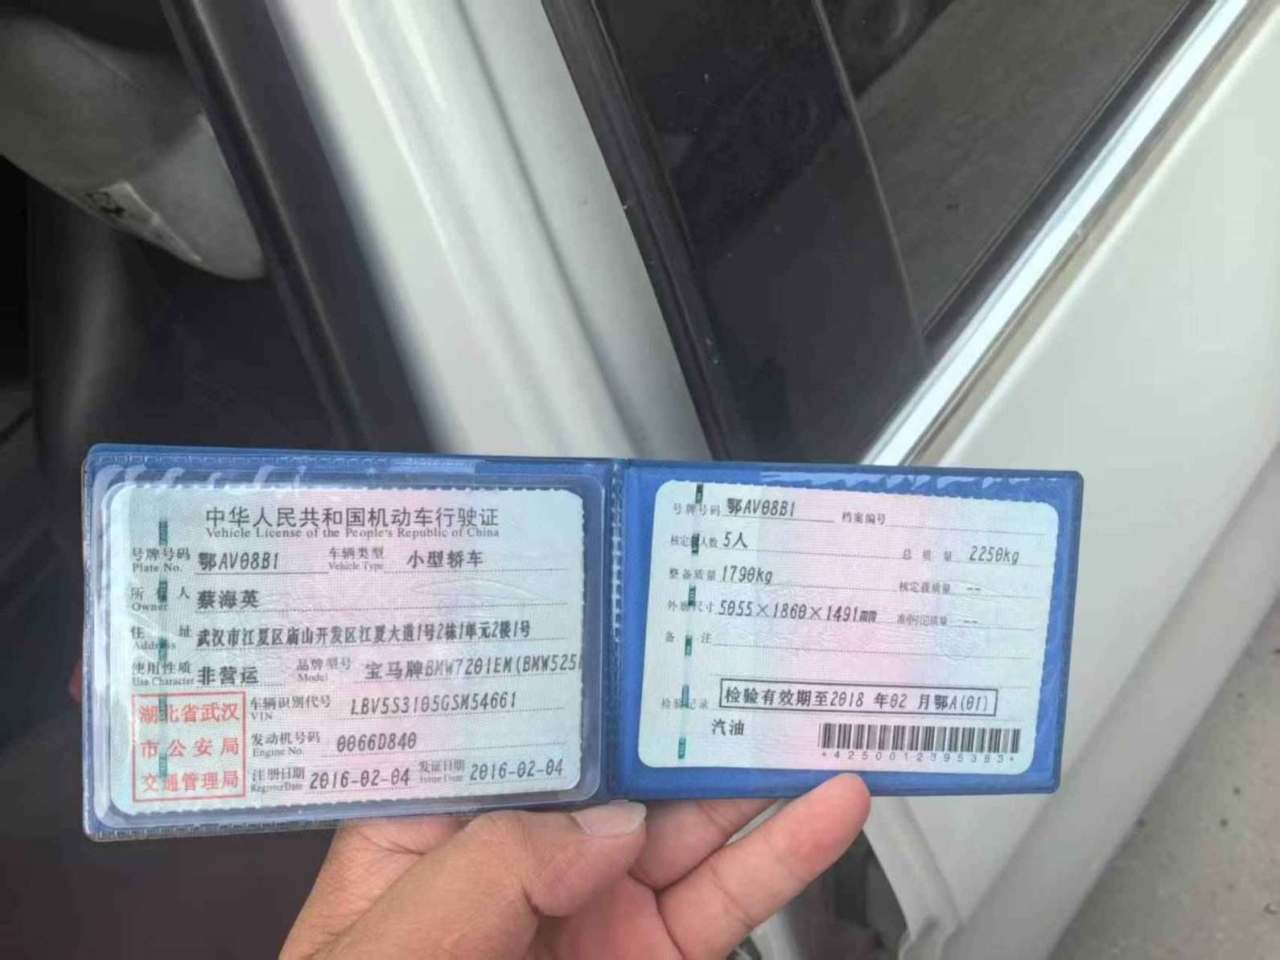 中华人民共和国机动车行驶证
Vehicle License of the People's Republic of China
号牌号码 鄂AV08B1 车辆类型 小型轿车
Plate No. Vehicle Type
所 人 蔡海英
Owner
住 址 武汉市江夏区庙山开发区江夏大道1号2栋1单元2楼1号
Address
使用性质 非营运 品牌型号 宝马牌BMW7201EM(BMW525
Use Character Model
湖北省武汉
市公安局
交通管理局
车辆识别代号 LBV5S3105GSM54661
VIN
发动机号码 0066D840
Engine No.
注册日期 2016-02-04 发证日期 2016-02-04
Register Date Issue Date
号牌号码 鄂AV08B1 档案编号
核定人数 5人 总质量 2250kg
整备质量 1790kg 核定载质量 --
外廓尺寸 5055×1860×1491mm 准牵引总质量 --
备 注
检验记录 检验有效期至2018 年02 月鄂A(01)
汽油
*4250012395383*